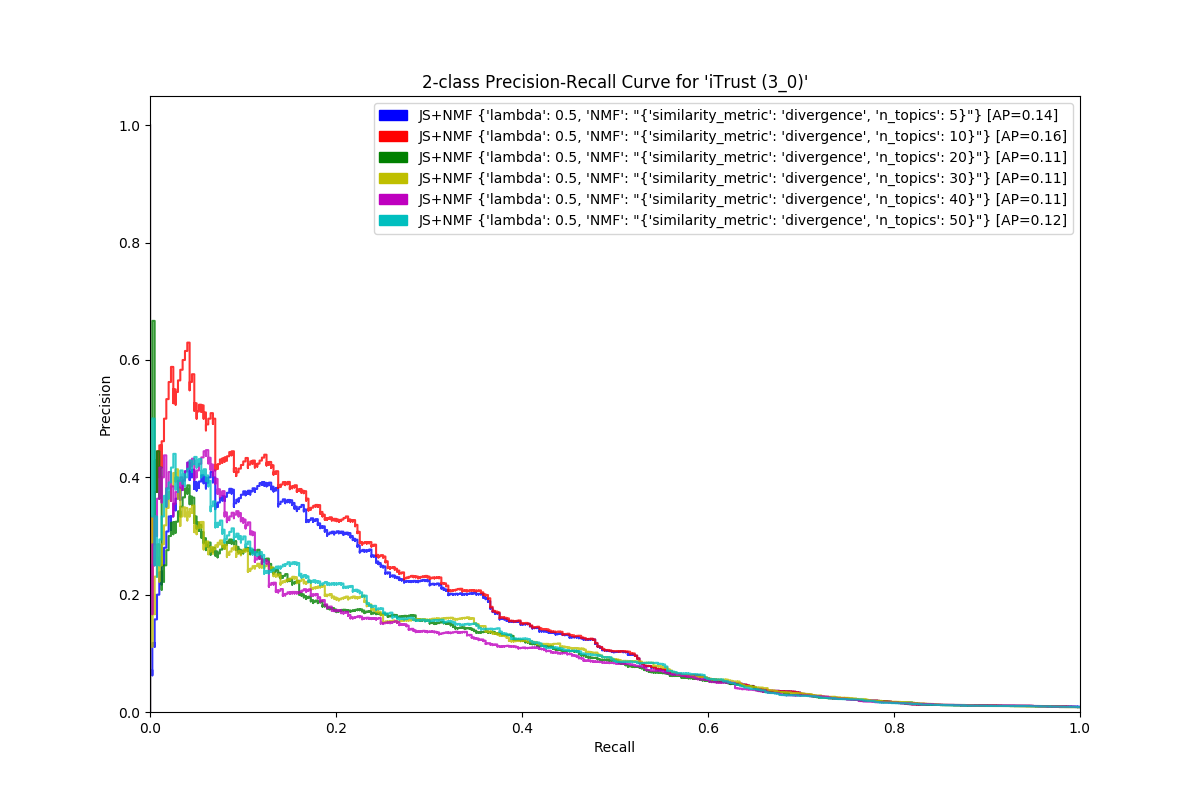 2-class Precision-Recall Curve for 'iTrust (3_0)'
JS+NMF {'lambda': 0.5, 'NMF': "{'similarity_metric': 'divergence', 'n_topics': 5}"} [AP=0.14]
JS+NMF {'lambda': 0.5, 'NMF': "{'similarity_metric': 'divergence', 'n_topics': 10}"} [AP=0.16]
JS+NMF {'lambda': 0.5, 'NMF': "{'similarity_metric': 'divergence', 'n_topics': 20}"} [AP=0.11]
JS+NMF {'lambda': 0.5, 'NMF': "{'similarity_metric': 'divergence', 'n_topics': 30}"} [AP=0.11]
JS+NMF {'lambda': 0.5, 'NMF': "{'similarity_metric': 'divergence', 'n_topics': 40}"} [AP=0.11]
JS+NMF {'lambda': 0.5, 'NMF': "{'similarity_metric': 'divergence', 'n_topics': 50}"} [AP=0.12]
Precision
1.0
0.8
0.6
0.4
0.2
0.0
0.0 0.2 0.4 0.6 0.8 1.0
Recall